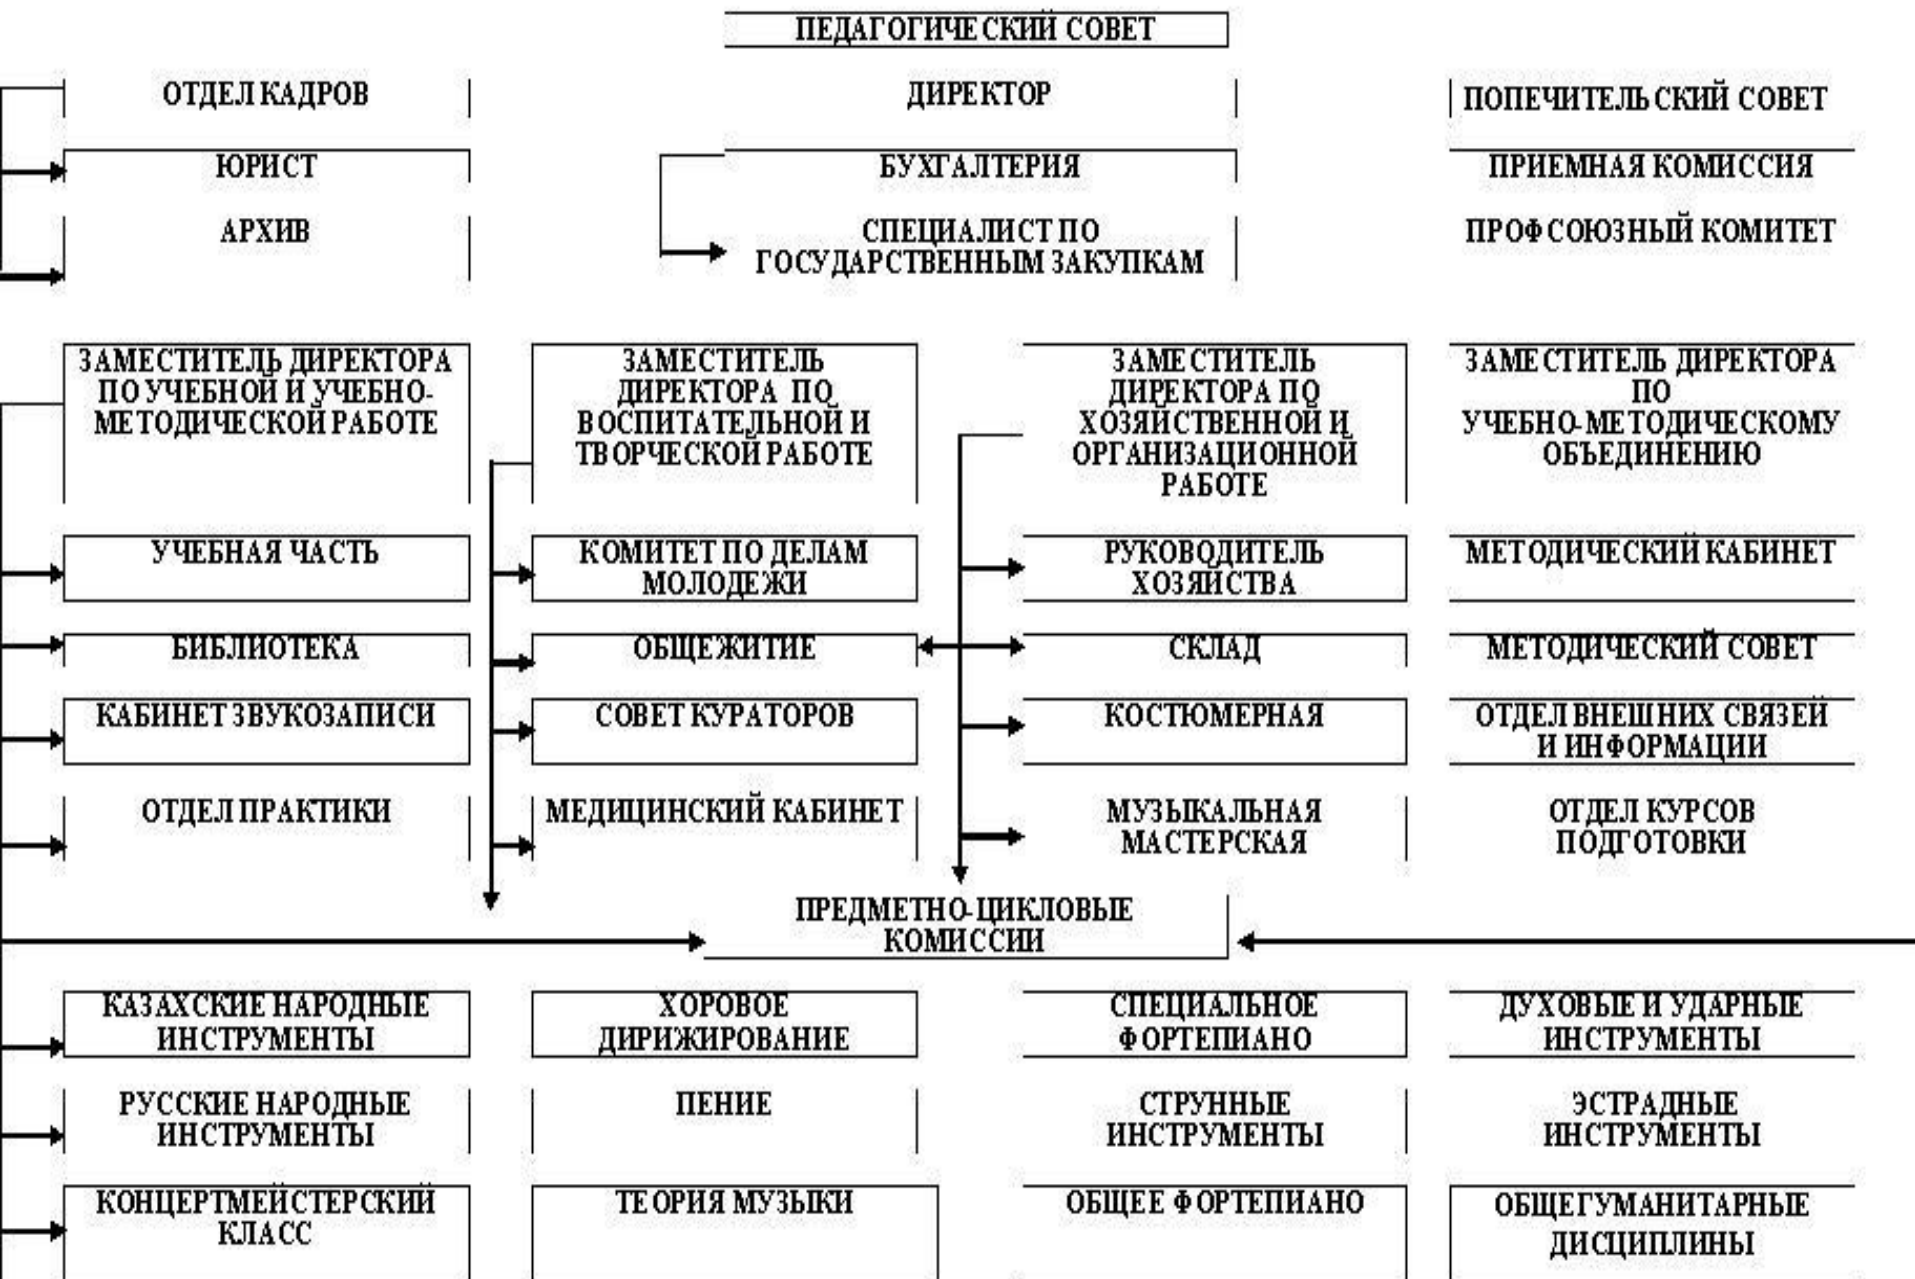 ПЕДАГОГИЧЕСКИЙ СОВЕТ
ОТДЕЛ КАДРОВ
ДИРЕКТОР
ПОПЕЧИТЕЛЬСКИЙ СОВЕТ
ЮРИСТ
БУХГАЛТЕРИЯ
ПРИЕМНАЯ КОМИССИЯ
АРХИВ
СПЕЦИАЛИСТ ПО
ГОСУДАРСТВЕННЫМ ЗАКУПКАМ
ПРОФСОЮЗНЫЙ КОМИТЕТ
ЗАМЕСТИТЕЛЬ ДИРЕКТОРА
ПО УЧЕБНОЙ И УЧЕБНО-
МЕТОДИЧЕСКОЙ РАБОТЕ
ЗАМЕСТИТЕЛЬ
ДИРЕКТОРА ПО
ВОСПИТАТЕЛЬНОЙ И
ТВОРЧЕСКОЙ РАБОТЕ
ЗАМЕСТИТЕЛЬ
ДИРЕКТОРА ПО
ХОЗЯЙСТВЕННОЙ И
ОРГАНИЗАЦИОННОЙ
РАБОТЕ
ЗАМЕСТИТЕЛЬ ДИРЕКТОРА
ПО
УЧЕБНО-МЕТОДИЧЕСКОМУ
ОБЪЕДИНЕНИЮ
УЧЕБНАЯ ЧАСТЬ
КОМИТЕТ ПО ДЕЛАМ
МОЛОДЕЖИ
РУКОВОДИТЕЛЬ
ХОЗЯЙСТВА
МЕТОДИЧЕСКИЙ КАБИНЕТ
БИБЛИОТЕКА
ОБЩЕЖИТИЕ
СКЛАД
МЕТОДИЧЕСКИЙ СОВЕТ
КАБИНЕТ ЗВУКОЗАПИСИ
СОВЕТ КУРАТОРОВ
КОСТЮМЕРНАЯ
ОТДЕЛ ВНЕШНИХ СВЯЗЕЙ
И ИНФОРМАЦИИ
ОТДЕЛ ПРАКТИКИ
МЕДИЦИНСКИЙ КАБИНЕТ
МУЗЫКАЛЬНАЯ
МАСТЕРСКАЯ
ОТДЕЛ КУРСОВ
ПОДГОТОВКИ
ПРЕДМЕТНО-ЦИКЛОВЫЕ
КОМИССИИ
КАЗАХСКИЕ НАРОДНЫЕ
ИНСТРУМЕНТЫ
ХОРОВОЕ
ДИРИЖИРОВАНИЕ
СПЕЦИАЛЬНОЕ
ФОРТЕПИАНО
ДУХОВЫЕ И УДАРНЫЕ
ИНСТРУМЕНТЫ
РУССКИЕ НАРОДНЫЕ
ИНСТРУМЕНТЫ
ПЕНИЕ
СТРУННЫЕ
ИНСТРУМЕНТЫ
ЭСТРАДНЫЕ
ИНСТРУМЕНТЫ
КОНЦЕРТМЕЙСТЕРСКИЙ
КЛАСС
ТЕОРИЯ МУЗЫКИ
ОБЩЕЕ ФОРТЕПИАНО
ОБЩЕГУМАНИТАРНЫЕ
ДИСЦИПЛИНЫ